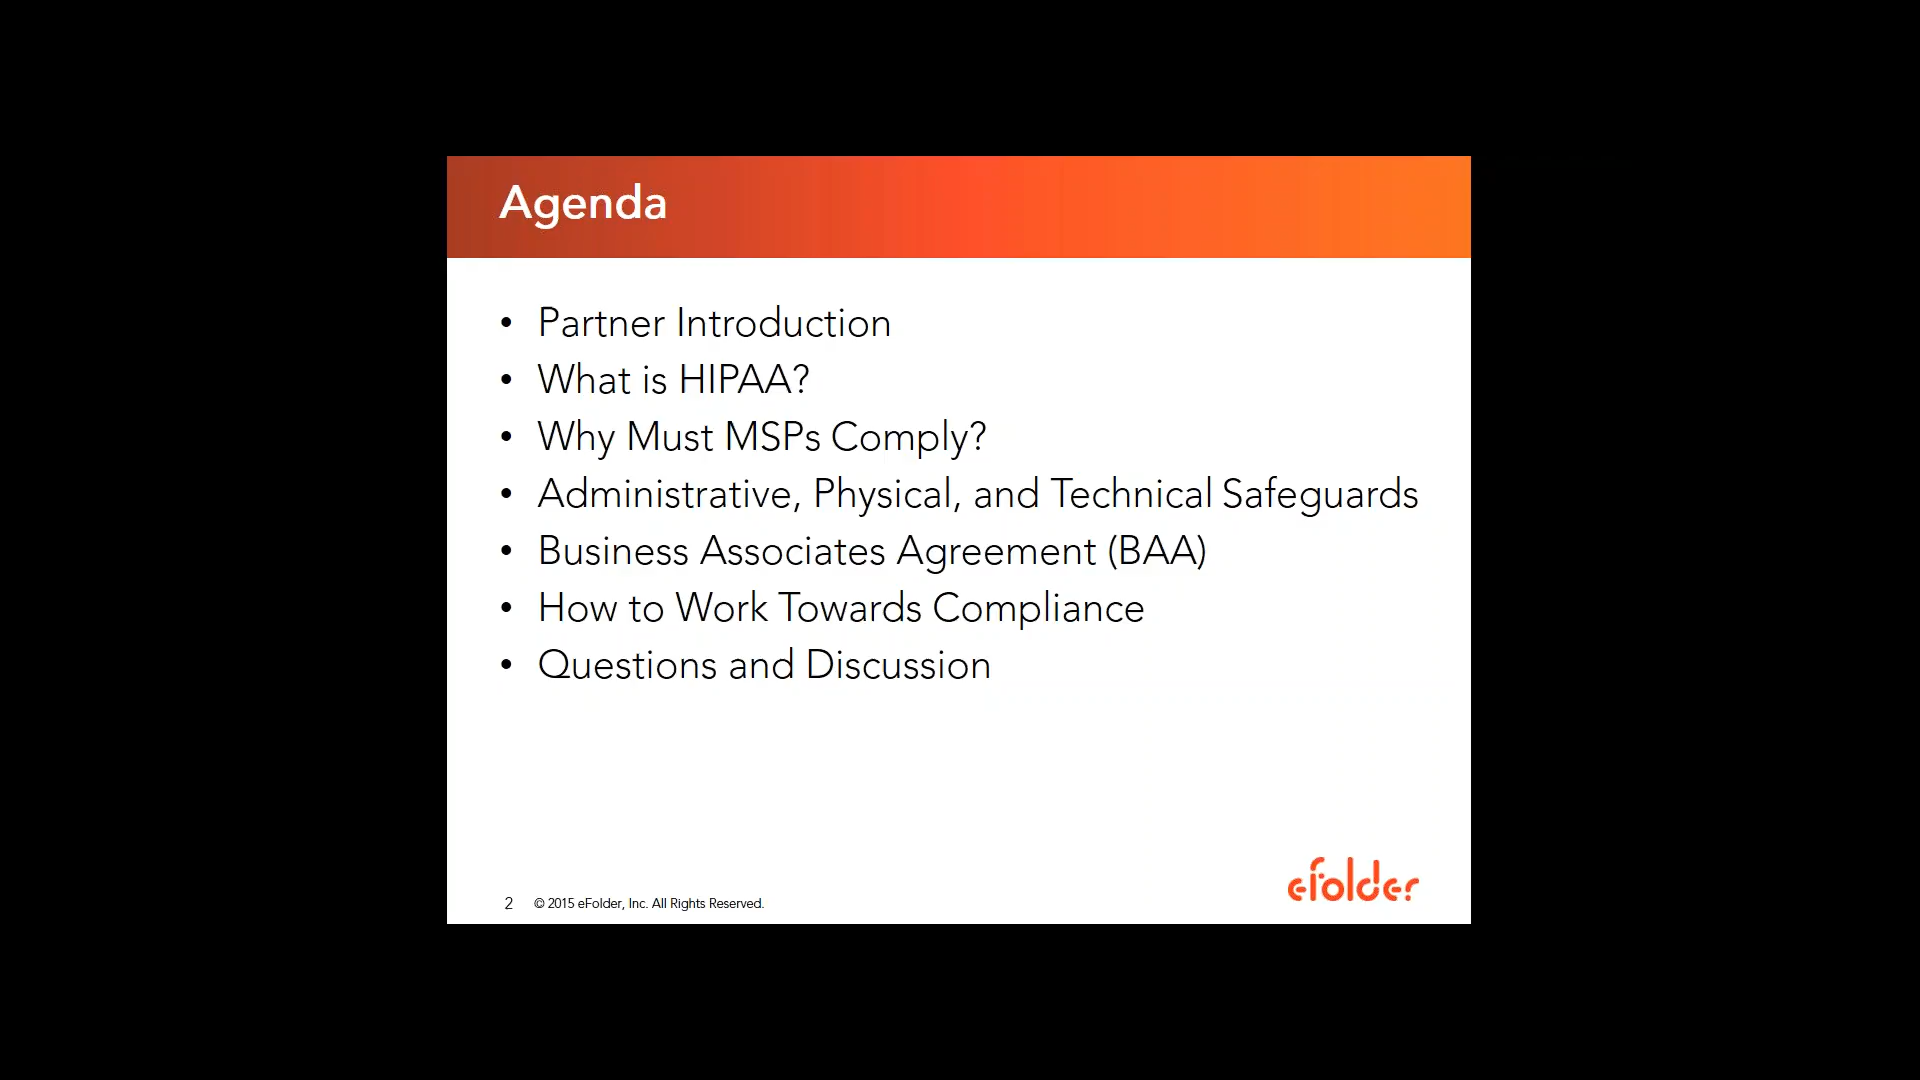 Agenda
• Partner Introduction
• What is HIPAA?
• Why Must MSPs Comply?
• Administrative, Physical, and Technical Safeguards
• Business Associates Agreement (BAA)
• How to Work Towards Compliance
• Questions and Discussion
efolder
2 © 2015 eFolder, Inc. All Rights Reserved.